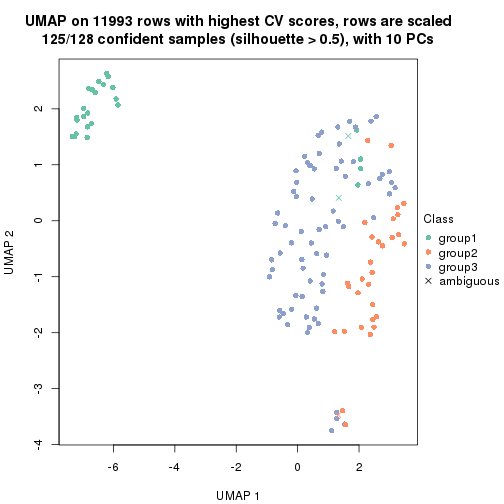 UMAP on 11993 rows with highest CV scores, rows are scaled
125/128 confident samples (silhouette > 0.5), with 10 PCs
2
1
0
-1
-2
-3
-4
UMAP 2
-6
-4
-2
0
2
UMAP 1
Class
group1
group2
group3
ambiguous